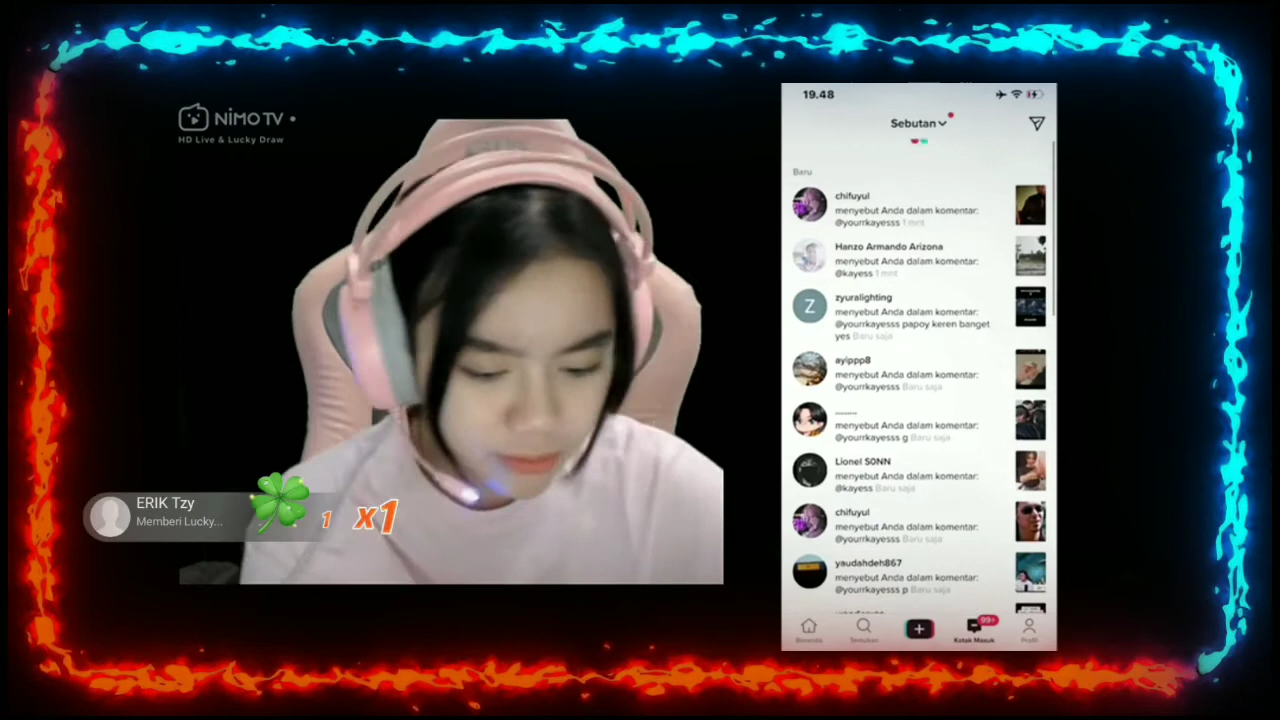 NiMO TV
HD Live & Lucky Draw
ERIK Tzy
Memberi Lucky...
1 x1
19.48
Sebutan
Baru
chifuyul
menyebut Anda dalam komentar:
@yourrkayesss 1 mnt
Hanzo Armando Arizona
menyebut Anda dalam komentar:
@kayess 1 mnt
Z
zyuralighting
menyebut Anda dalam komentar:
@yourrkayesss papoy keren banget
yes Baru saja
ayippp8
menyebut Anda dalam komentar:
@yourrkayesss Baru saja
menyebut Anda dalam komentar:
@yourrkayesss g Baru saja
Lionel S0NN
menyebut Anda dalam komentar:
@kayess Baru saja
chifuyul
menyebut Anda dalam komentar:
@yourrkayesss Baru saja
yaudahdeh867
menyebut Anda dalam komentar:
@yourrkayesss p Baru saja
99+
Beranda
Temukan
Kotak Masuk
Profil